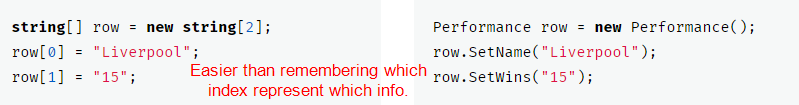 string[] row = new string[2];
row[0] = "Liverpool";
row[1] = "15";
Easier than remembering which
index represent which info.
Performance row = new Performance();
row.SetName("Liverpool");
row.SetWins("15");